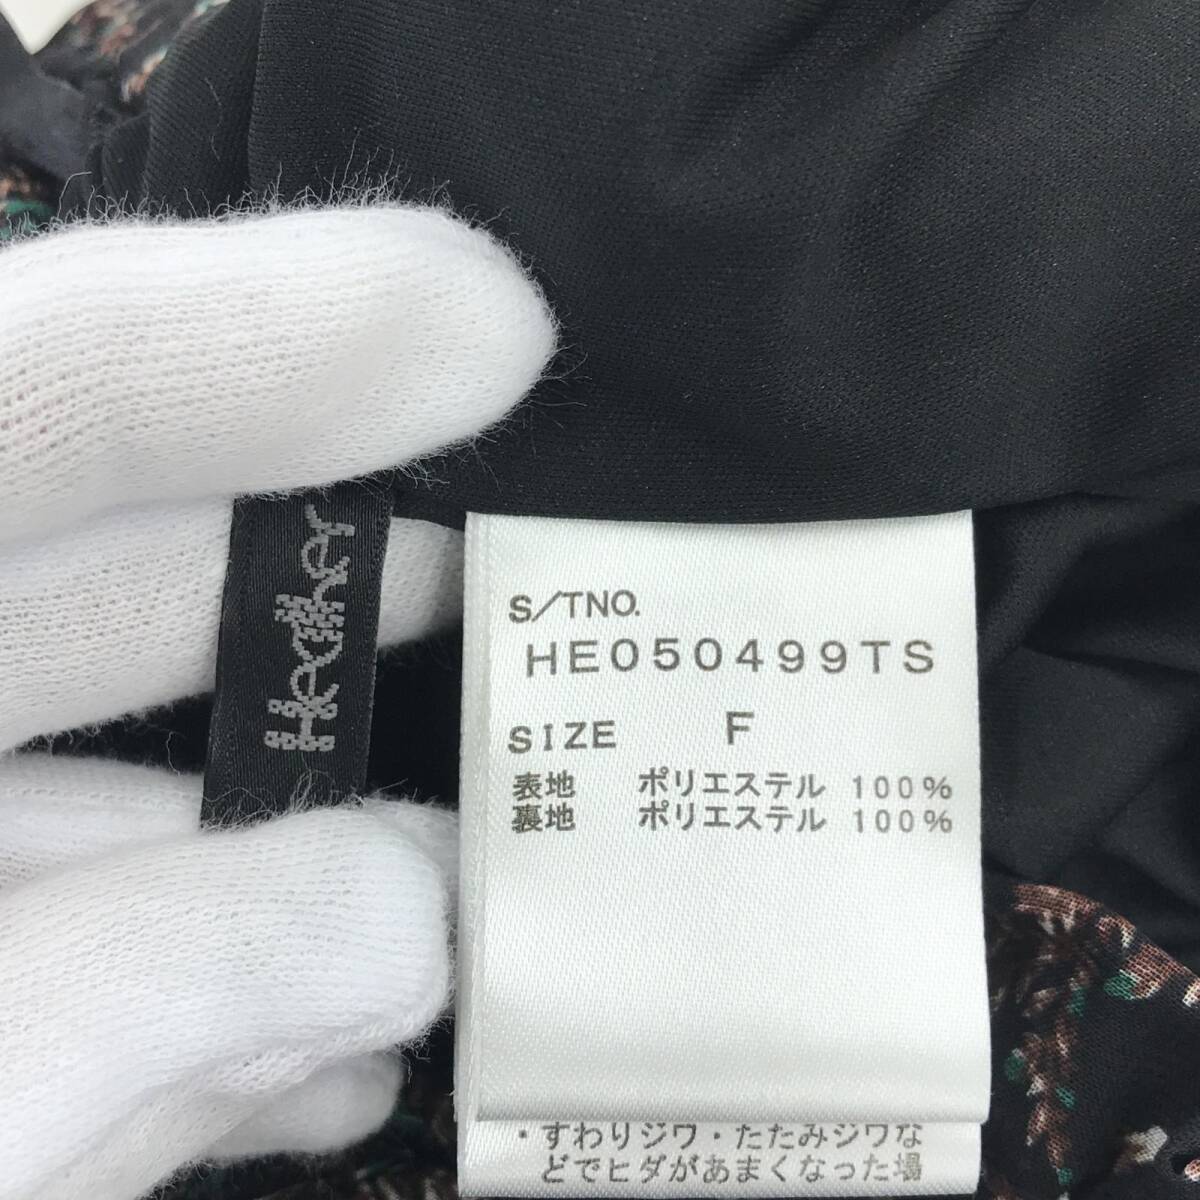 Heather
S/TNO.
HE050499TS
SIZE F
表地 ポリエステル 100%
裏地 ポリエステル 100%
・すわりジワ・たたみジワな
どでヒダがあまくなった場